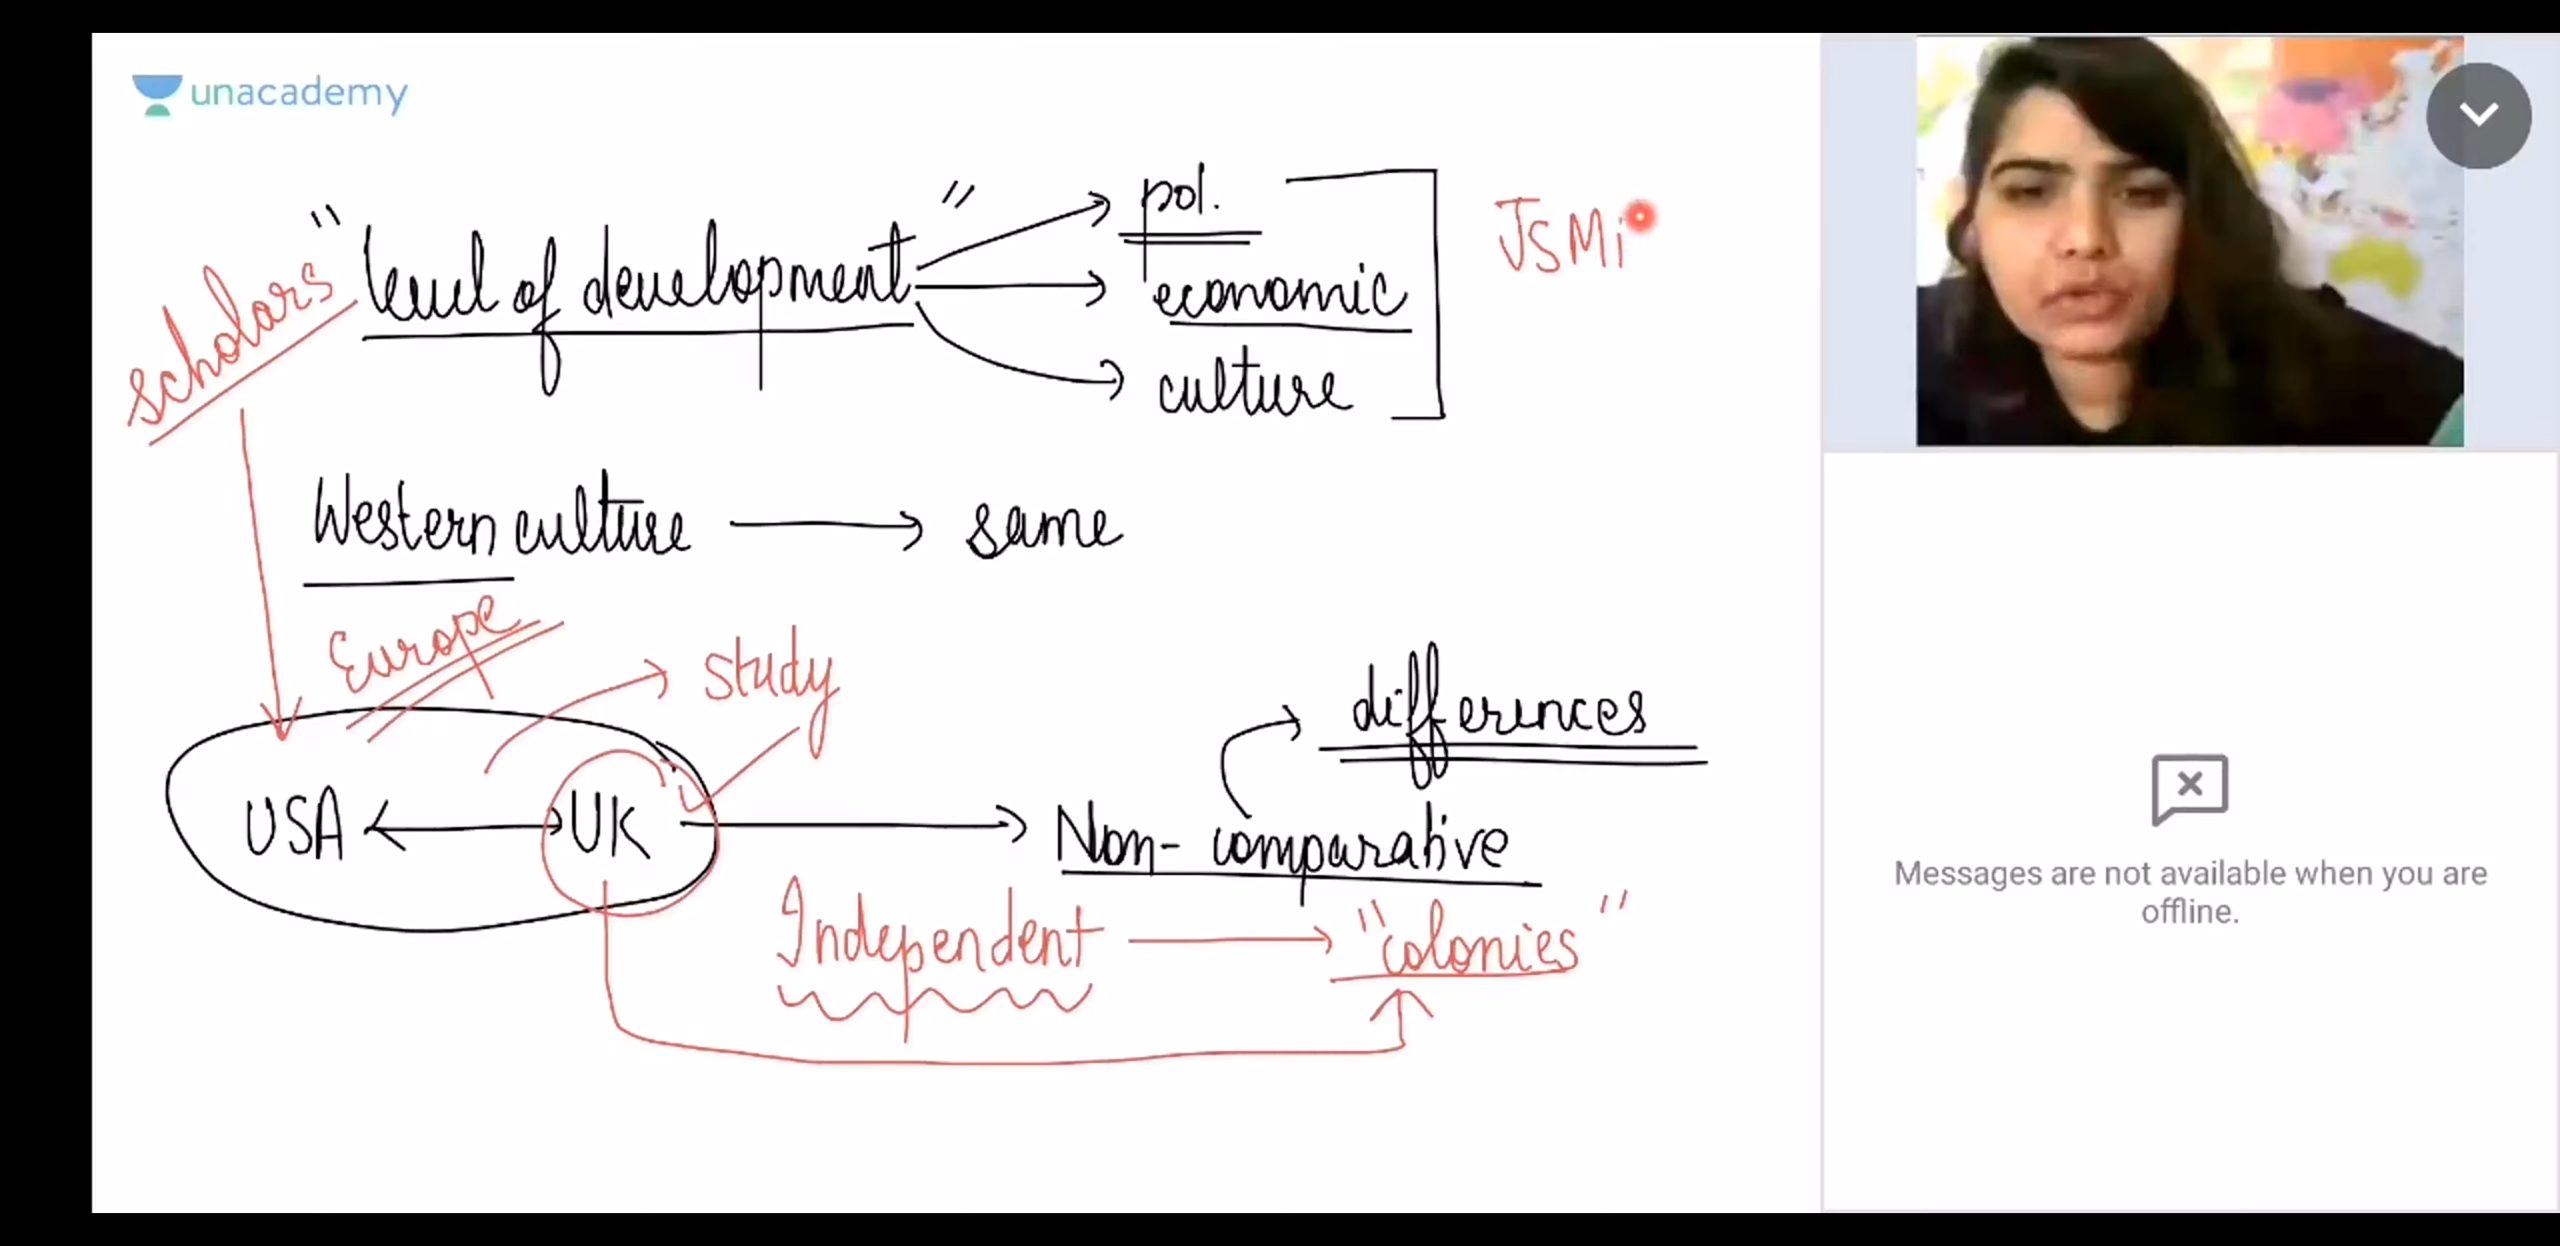 unacademy
"level of development"
pol.
economic
culture
JSMi
scholars
Western culture → same
Europe
study
differences
USA ↔ UK → Non-comparative
Independent → "colonies"
Messages are not available when you are
offline.